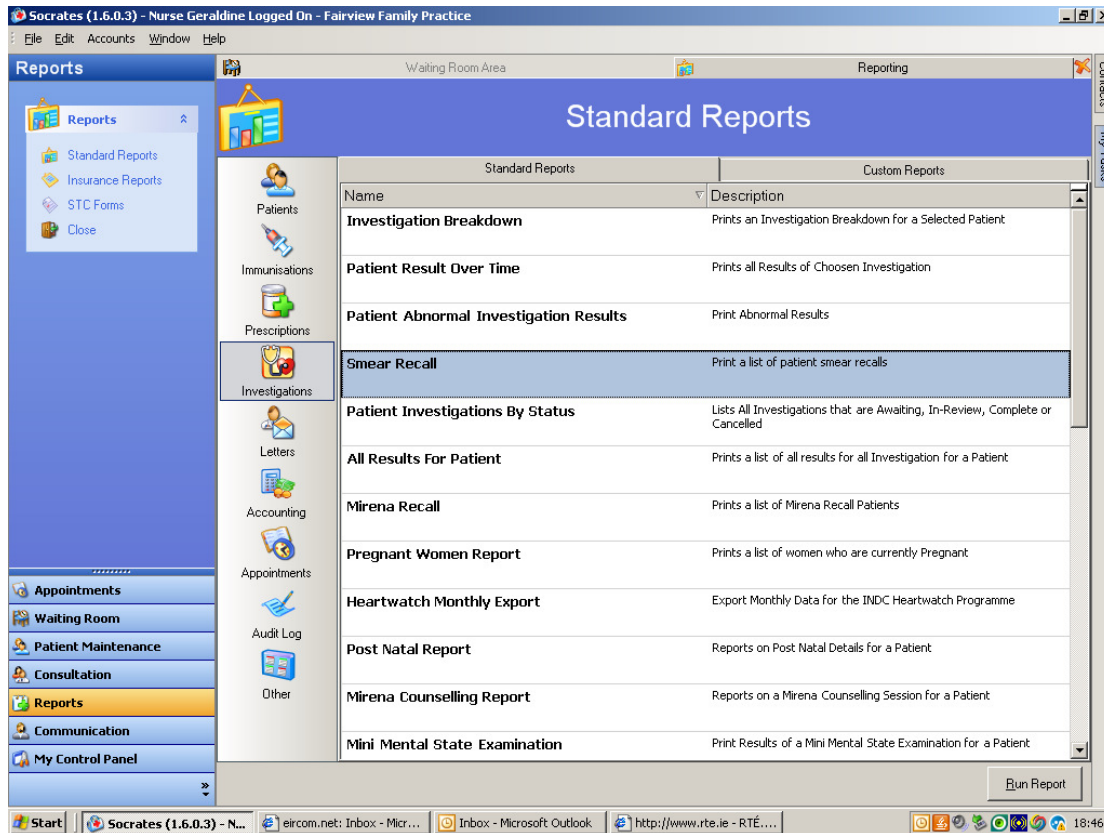 Socrates (1.6.0.3) - Nurse Geraldine Logged On - Fairview Family Practice
File Edit Accounts Window Help
Reports
Waiting Room Area
Reporting
Contacts
My Tasks
Standard Reports
Reports
Standard Reports
Insurance Reports
STC Forms
Close
Appointments
Waiting Room
Patient Maintenance
Consultation
Reports
Communication
My Control Panel
Patients
Immunisations
Prescriptions
Investigations
Letters
Accounting
Appointments
Audit Log
Other
Standard Reports
Custom Reports
Name Description
Investigation Breakdown Prints an Investigation Breakdown for a Selected Patient
Patient Result Over Time Prints all Results of Choosen Investigation
Patient Abnormal Investigation Results Print Abnormal Results
Smear Recall Print a list of patient smear recalls
Patient Investigations By Status Lists All Investigations that are Awaiting, In-Review, Complete or
Cancelled
All Results For Patient Prints a list of all results for all Investigation for a Patient
Mirena Recall Prints a list of Mirena Recall Patients
Pregnant Women Report Prints a list of women who are currently Pregnant
Heartwatch Monthly Export Export Monthly Data for the INDC Heartwatch Programme
Post Natal Report Reports on Post Natal Details for a Patient
Mirena Counselling Report Reports on a Mirena Counselling Session for a Patient
Mini Mental State Examination Print Results of a Mini Mental State Examination for a Patient
Run Report
Start
Socrates (1.6.0.3) - N...
eircom.net: Inbox - Micr...
Inbox - Microsoft Outlook
http://www.rte.ie - RTÉ....
18:46